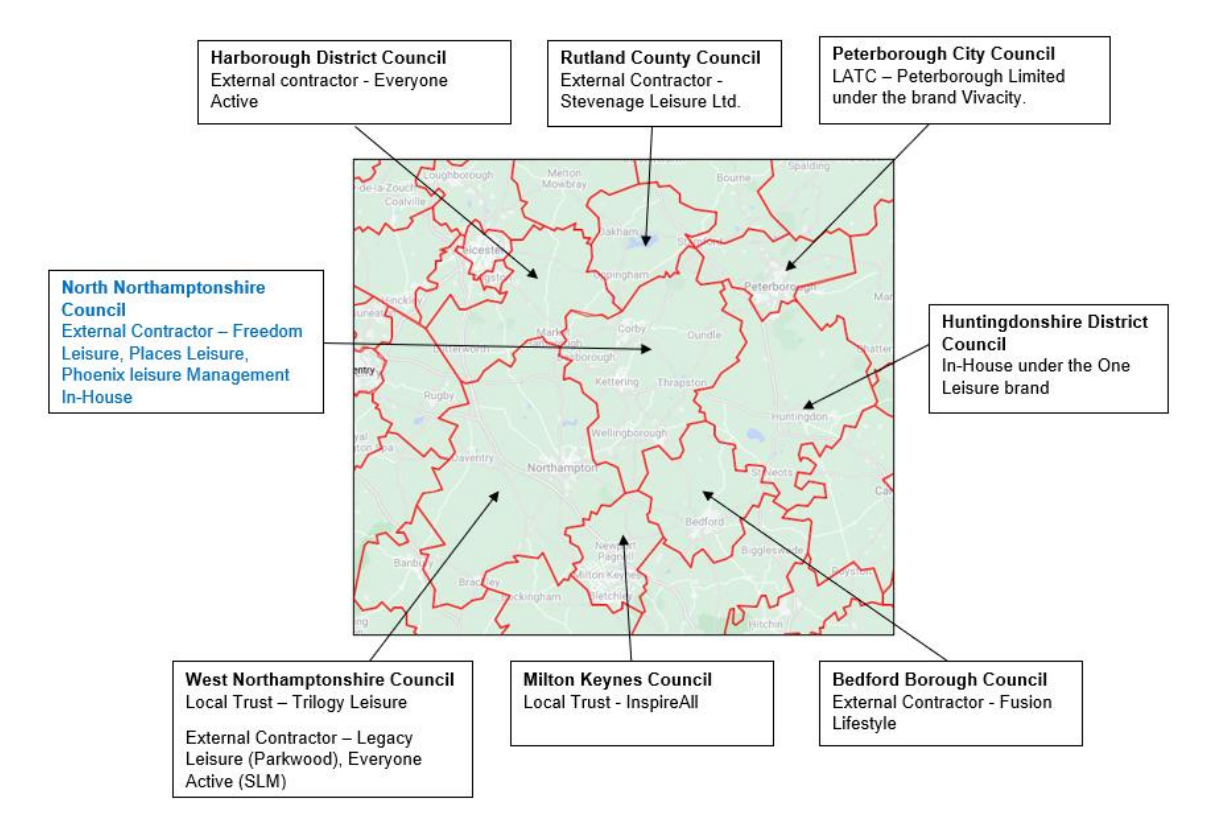 Harborough District Council
External contractor - Everyone
Active
Rutland County Council
External Contractor -
Stevenage Leisure Ltd.
Peterborough City Council
LATC – Peterborough Limited
under the brand Vivacity.
North Northamptonshire
Council
External Contractor – Freedom
Leisure, Places Leisure,
Phoenix leisure Management
In-House
Huntingdonshire District
Council
In-House under the One
Leisure brand
West Northamptonshire Council
Local Trust – Trilogy Leisure
External Contractor – Legacy
Leisure (Parkwood), Everyone
Active (SLM)
Milton Keynes Council
Local Trust - InspireAll
Bedford Borough Council
External Contractor - Fusion
Lifestyle
Loughborough
Melton
Mowbray
Bourne
Spalding
-de-la-Zouch
Coalville
Oakham
Stamford
Peterborough
Hinckley
Corby
Oundle
Kettering
Thrapston
Rugby
Huntingdon
Wellingborough
Daventry
Northampton
St Neots
Bedford
Newport
Pagnell
Biggleswade
Banbury
Milton Keynes
Brackley
Bletchley
Royston
Hitchin